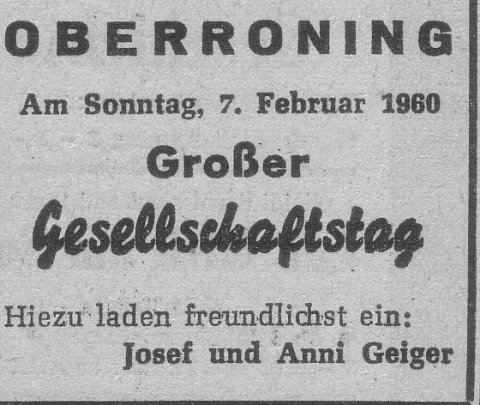 OBERRONING
Am Sonntag, 7. Februar 1960
Großer
Gesellschaftstag
Hiezu laden freundlichst ein:
Josef und Anni Geiger